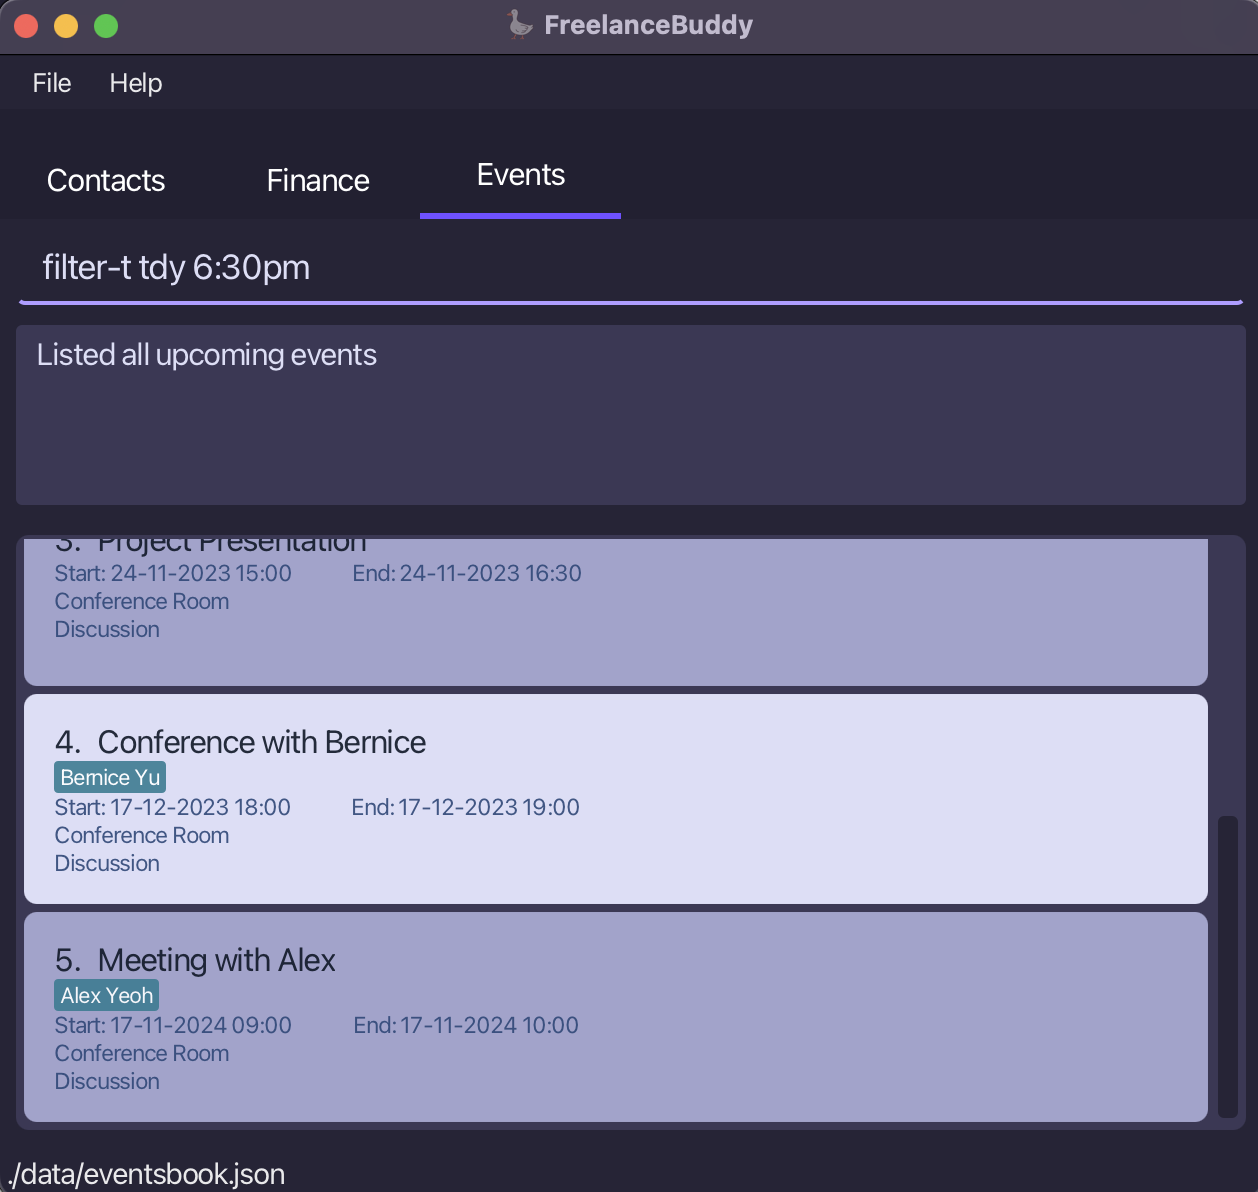 FreelanceBuddy
File Help
Contacts Finance Events
filter-t tdy 6:30pm
Listed all upcoming events
3. Project Presentation
Start: 24-11-2023 15:00 End: 24-11-2023 16:30
Conference Room
Discussion
4. Conference with Bernice
Bernice Yu
Start: 17-12-2023 18:00 End: 17-12-2023 19:00
Conference Room
Discussion
5. Meeting with Alex
Alex Yeoh
Start: 17-11-2024 09:00 End: 17-11-2024 10:00
Conference Room
Discussion
./data/eventsbook.json